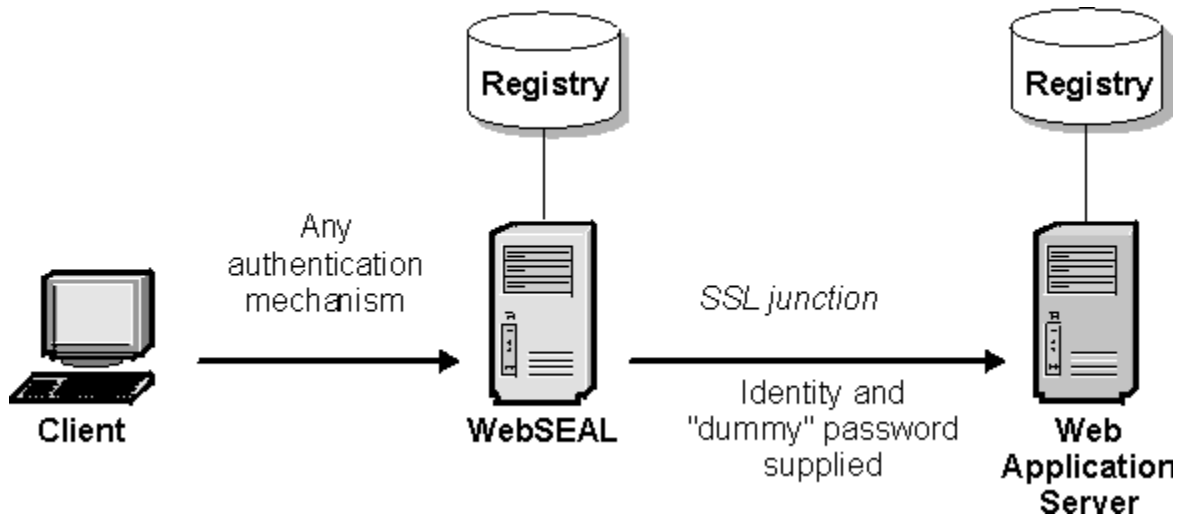 Registry
Registry
Any
authentication
mechanism
SSL junction
Identity and
"dummy" password
supplied
Client
WebSEAL
Web
Application
Server